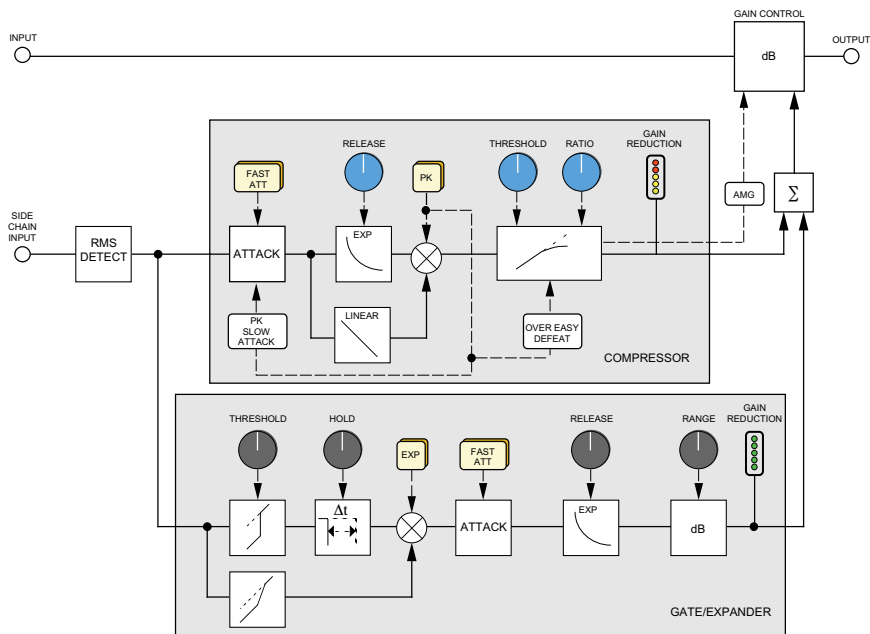 GAIN CONTROL
INPUT
dB
OUTPUT
RELEASE
THRESHOLD
RATIO
GAIN
REDUCTION
FAST
ATT
PK
AMG
Σ
SIDE
CHAIN
INPUT
RMS
DETECT
ATTACK
EXP
LINEAR
PK
SLOW
ATTACK
OVER EASY
DEFEAT
COMPRESSOR
THRESHOLD
HOLD
RELEASE
RANGE
GAIN
REDUCTION
EXP
FAST
ATT
Δt
ATTACK
EXP
dB
GATE/EXPANDER